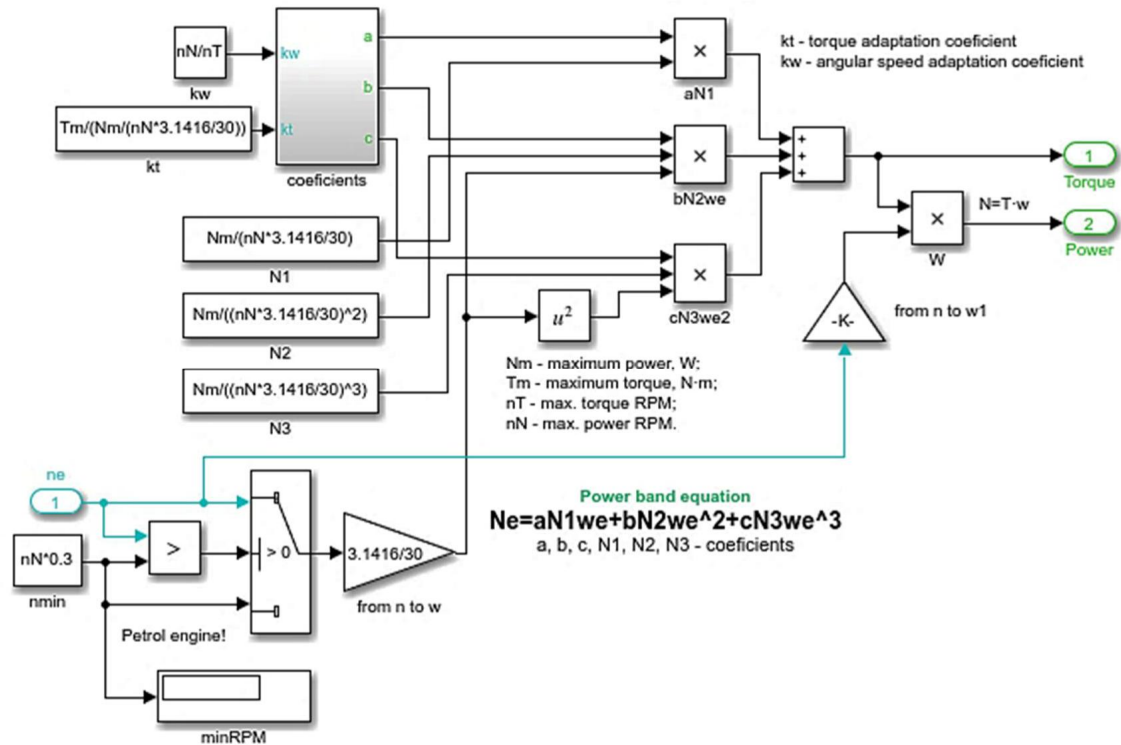 nN/nT
kw
Tm/(Nm/(nN*3.1416/30))
kt
kw
kt
a
b
c
coeficients
×
aN1
kt - torque adaptation coeficient
kw - angular speed adaptation coeficient
×
bN2we
+
+
+
1
Torque
×
W
N=T·w
2
Power
Nm/(nN*3.1416/30)
N1
Nm/((nN*3.1416/30)^2)
N2
Nm/((nN*3.1416/30)^3)
N3
×
cN3we2
u²
-K-
from n to w1
Nm - maximum power, W;
Tm - maximum torque, N·m;
nT - max. torque RPM;
nN - max. power RPM.
ne
1
nN*0.3
nmin
>
> 0
3.1416/30
from n to w
Power band equation
Ne=aN1we+bN2we^2+cN3we^3
a, b, c, N1, N2, N3 - coeficients
Petrol engine!
minRPM